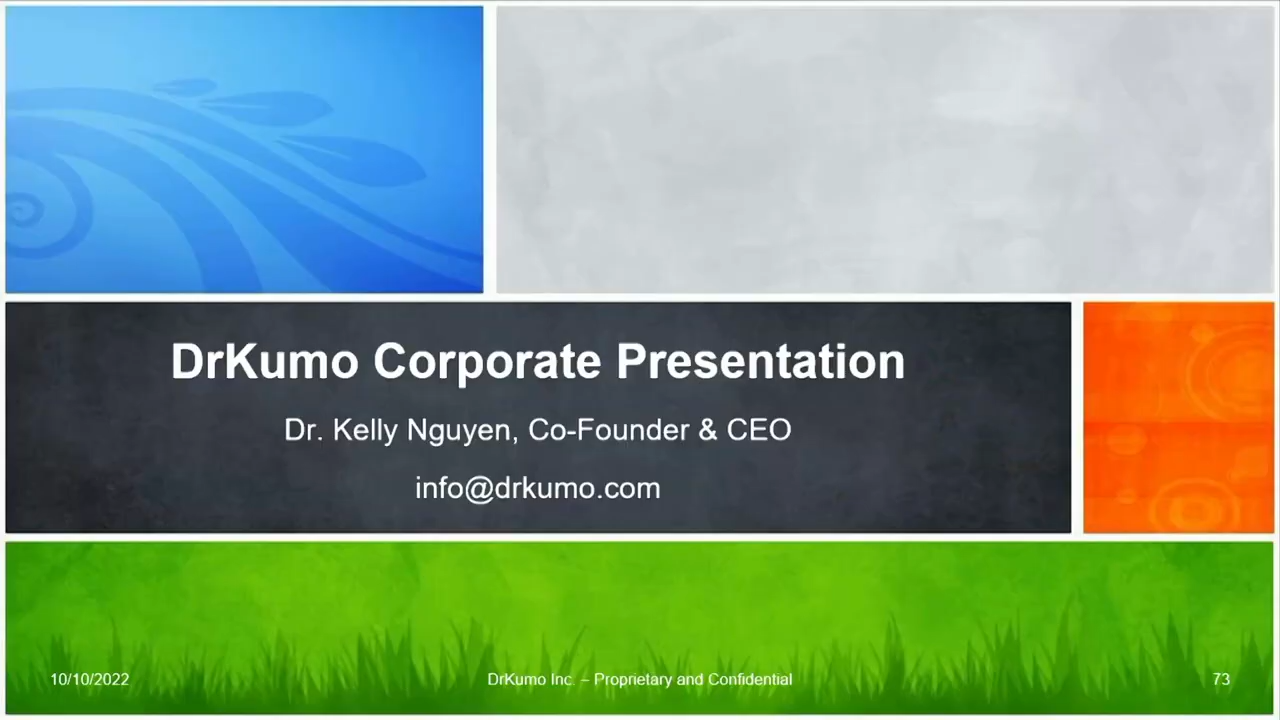 DrKumo Corporate Presentation
Dr. Kelly Nguyen, Co-Founder & CEO
info@drkumo.com
10/10/2022
DrKumo Inc. – Proprietary and Confidential
73